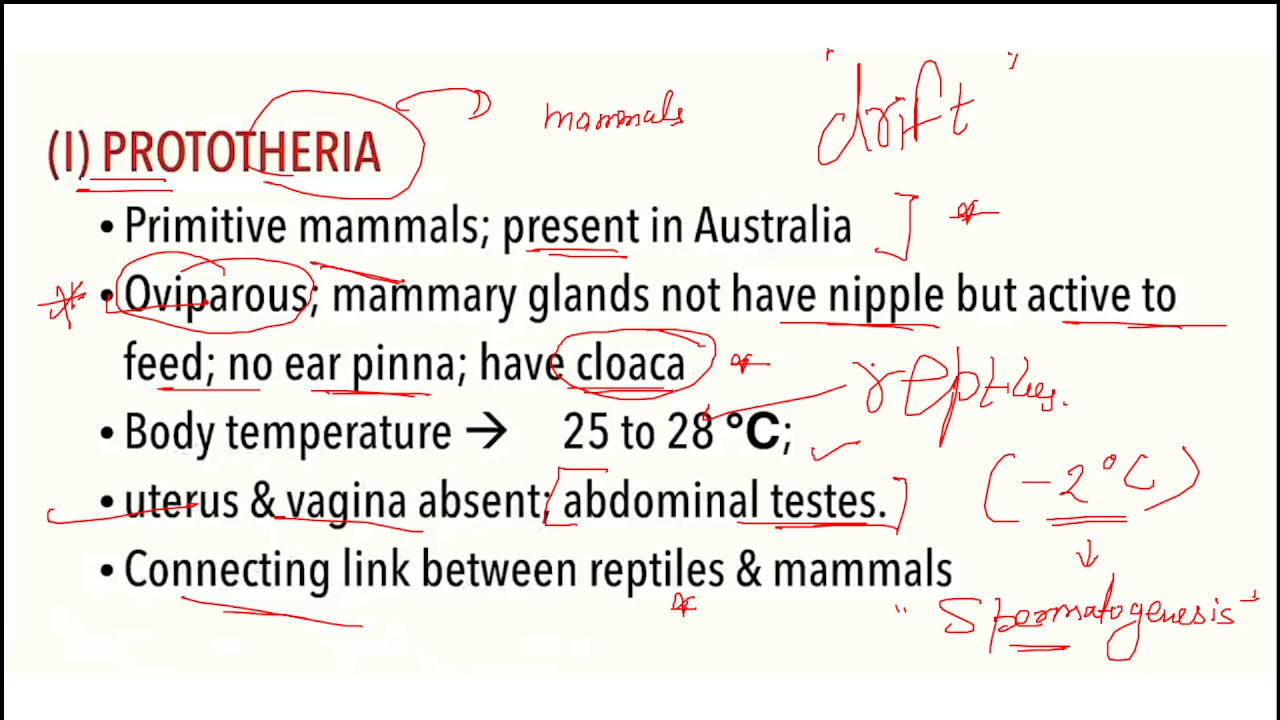 " drift "
mammals
(I) PROTOTHERIA
• Primitive mammals; present in Australia
• Oviparous; mammary glands not have nipple but active to
feed; no ear pinna; have cloaca
reptiles.
• Body temperature → 25 to 28 °C;
(-2°C)
• uterus & vagina absent; abdominal testes.
• Connecting link between reptiles & mammals
" Spermatogenesis "